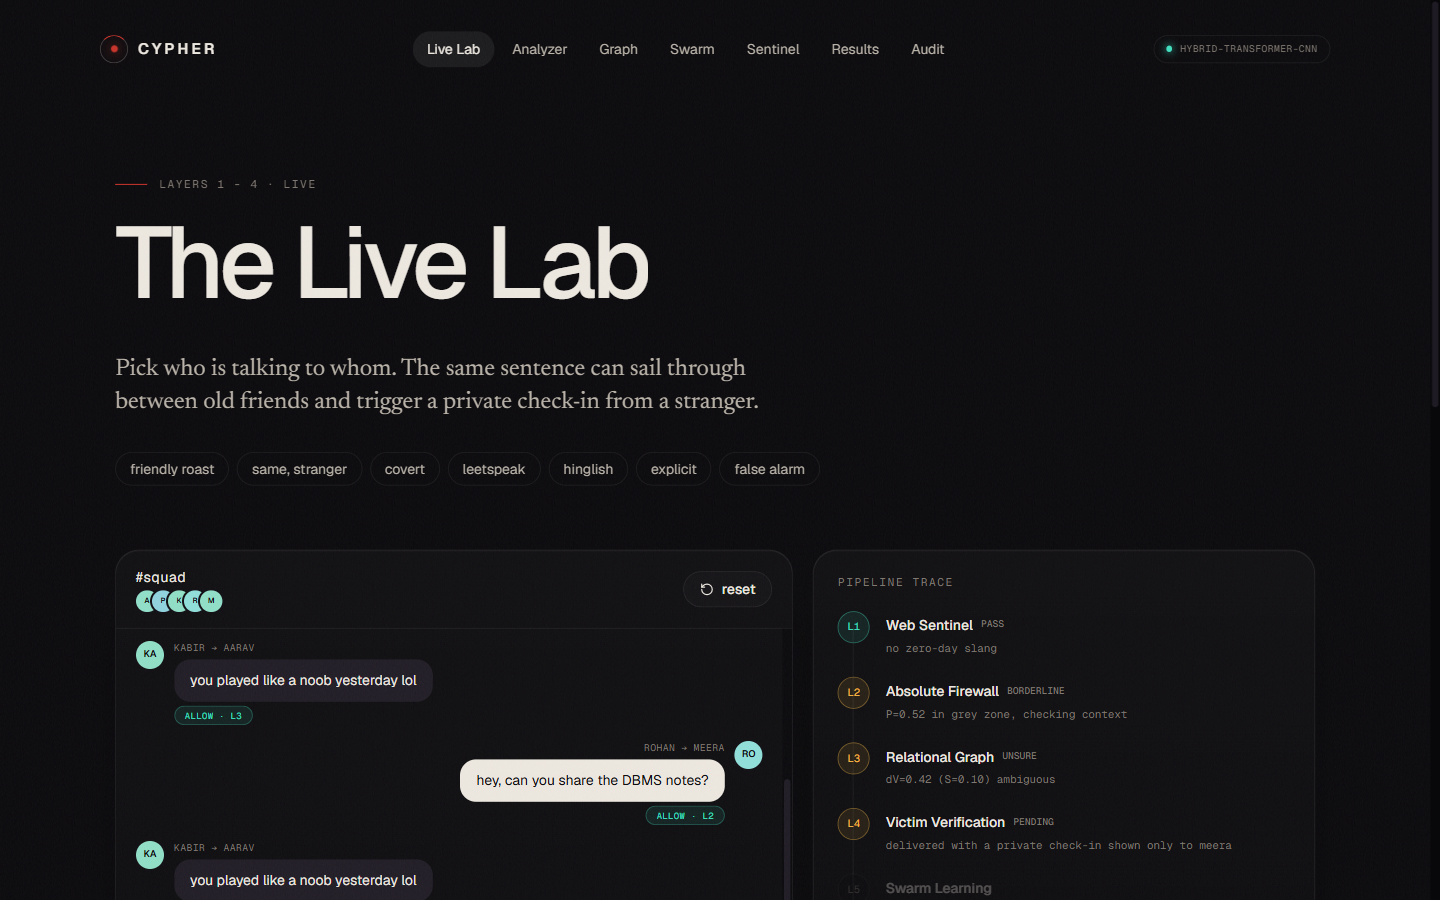 CYPHER
Live Lab
Analyzer
Graph
Swarm
Sentinel
Results
Audit
HYBRID-TRANSFORMER-CNN
LAYERS 1 - 4 · LIVE
The Live Lab
Pick who is talking to whom. The same sentence can sail through
between old friends and trigger a private check-in from a stranger.
friendly roast
same, stranger
covert
leetspeak
hinglish
explicit
false alarm
#squad
A P K R M
reset
KA
KABIR → AARAV
you played like a noob yesterday lol
ALLOW · L3
ROHAN → MEERA
RO
hey, can you share the DBMS notes?
ALLOW · L2
KA
KABIR → AARAV
you played like a noob yesterday lol
PIPELINE TRACE
L1
Web Sentinel PASS
no zero-day slang
L2
Absolute Firewall BORDERLINE
P=0.52 in grey zone, checking context
L3
Relational Graph UNSURE
dV=0.42 (S=0.10) ambiguous
L4
Victim Verification PENDING
delivered with a private check-in shown only to meera
L5
Swarm Learning